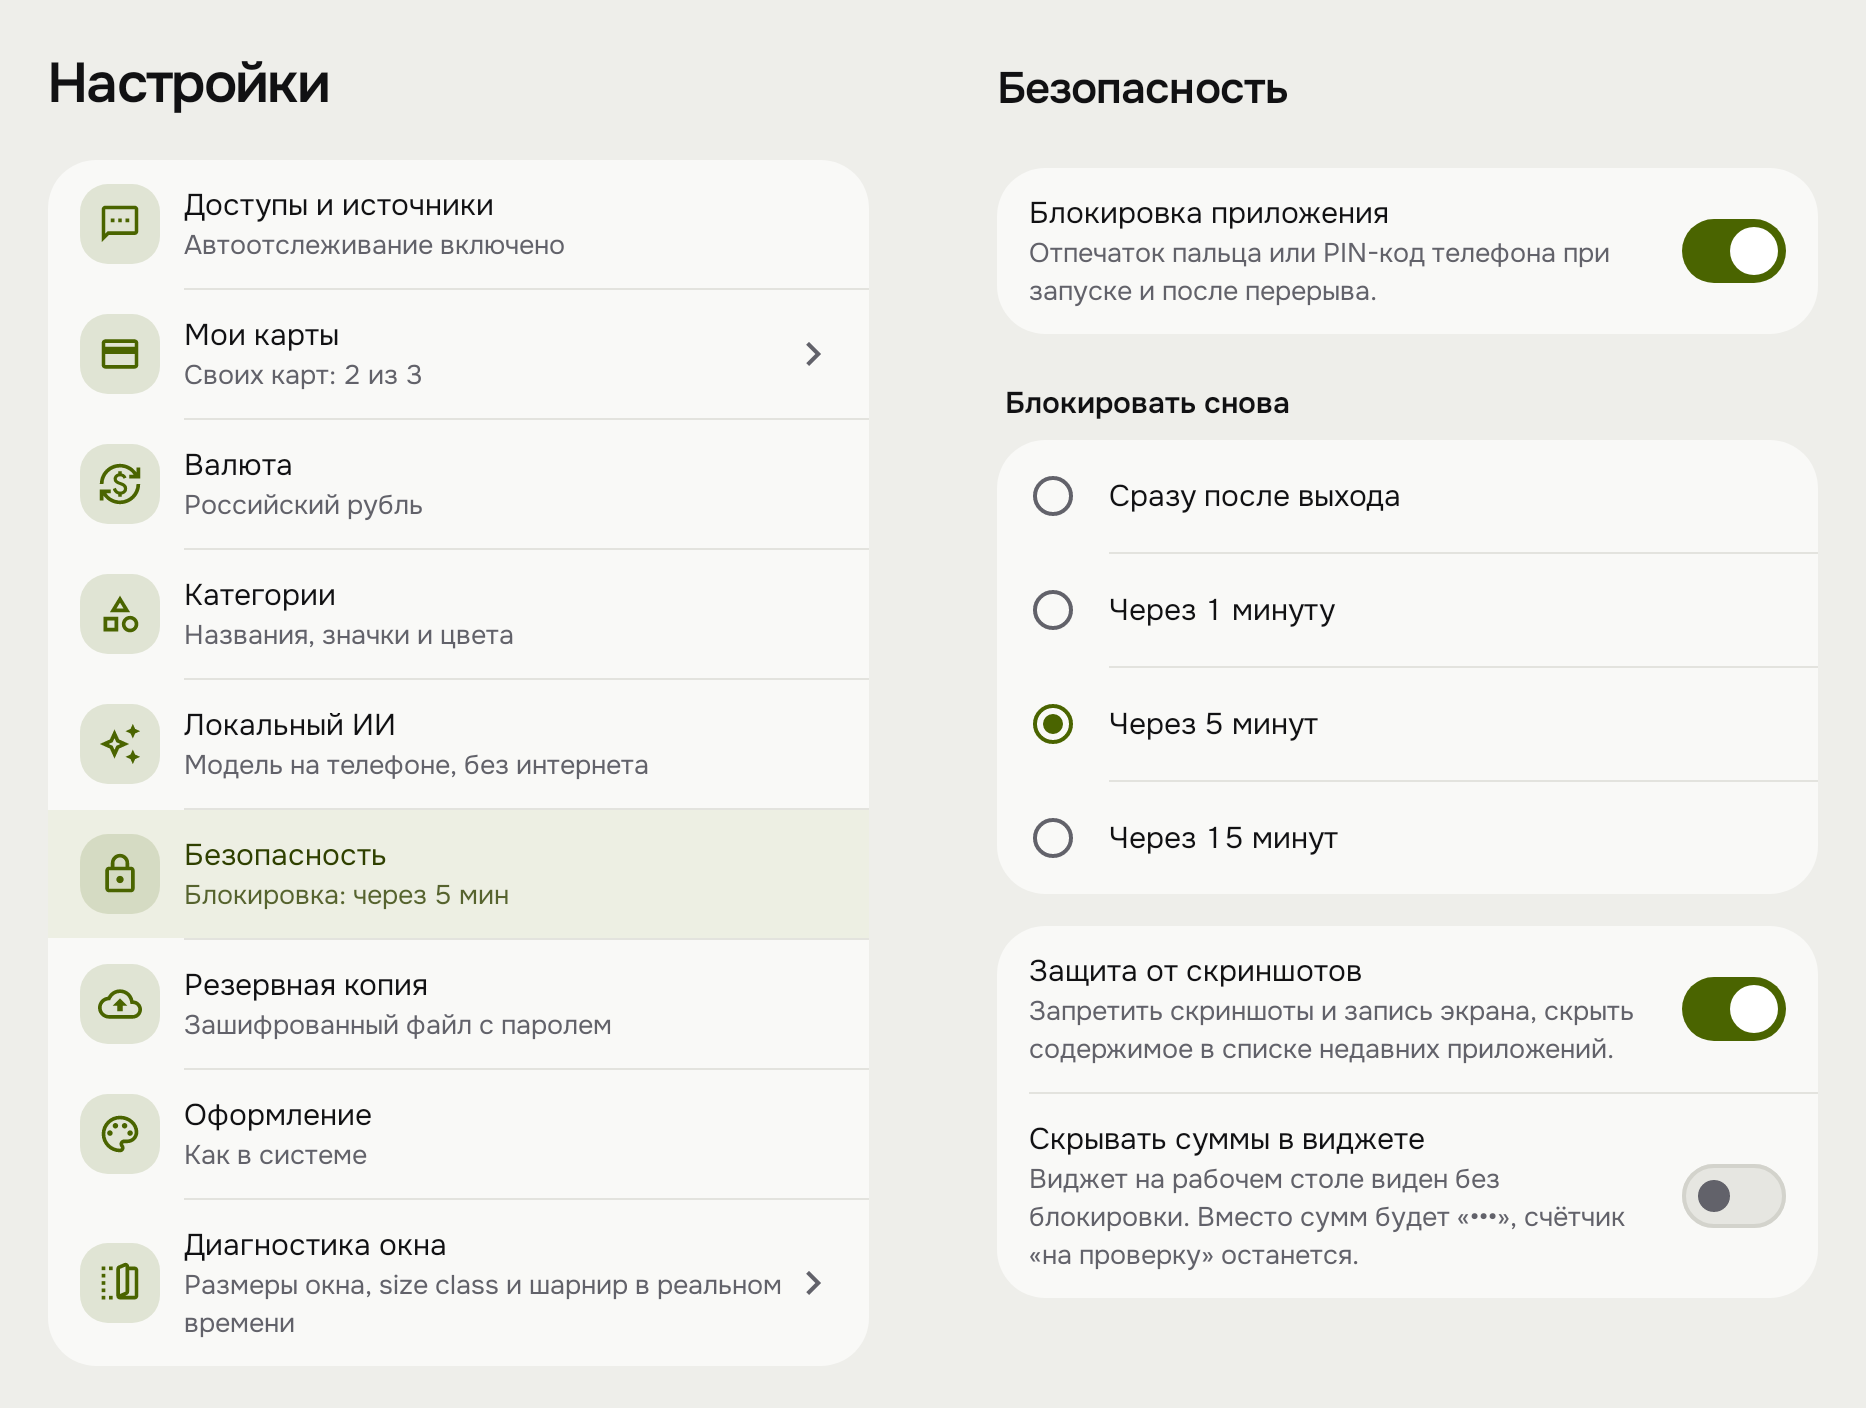 Настройки
Доступы и источники
Автоотслеживание включено
Мои карты
Своих карт: 2 из 3
Валюта
Российский рубль
Категории
Названия, значки и цвета
Локальный ИИ
Модель на телефоне, без интернета
Безопасность
Блокировка: через 5 мин
Резервная копия
Зашифрованный файл с паролем
Оформление
Как в системе
Диагностика окна
Размеры окна, size class и шарнир в реальном
времени
Безопасность
Блокировка приложения
Отпечаток пальца или PIN-код телефона при
запуске и после перерыва.
Блокировать снова
Сразу после выхода
Через 1 минуту
Через 5 минут
Через 15 минут
Защита от скриншотов
Запретить скриншоты и запись экрана, скрыть
содержимое в списке недавних приложений.
Скрывать суммы в виджете
Виджет на рабочем столе виден без
блокировки. Вместо сумм будет «•••», счётчик
«на проверку» останется.